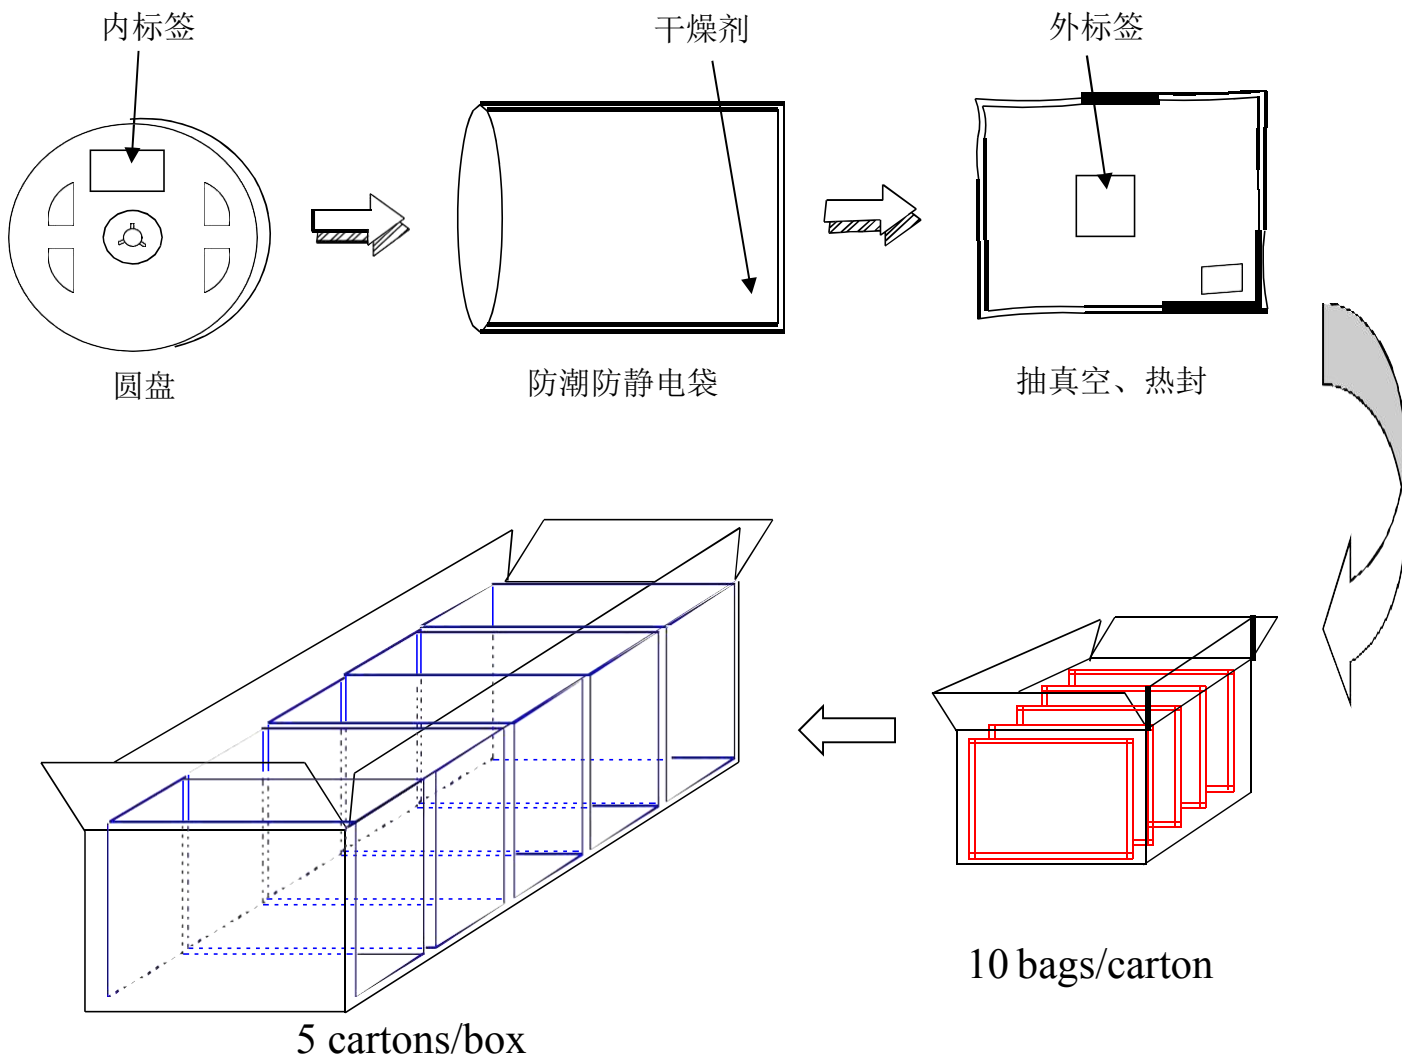 内标签
干燥剂
外标签
圆盘
防潮防静电袋
抽真空、热封
10 bags/carton
5 cartons/box